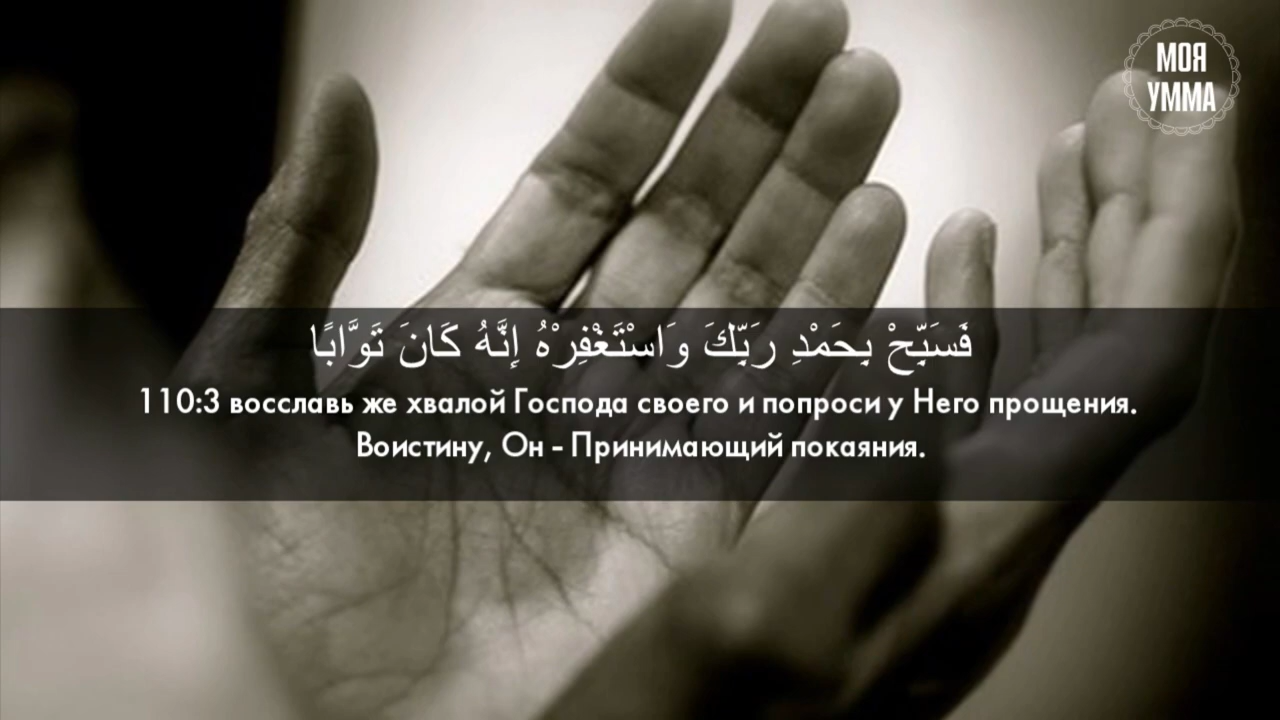 МОЯ
УММА
فَسَبِّحْ بِحَمْدِ رَبِّكَ وَاسْتَغْفِرْهُ إِنَّهُ كَانَ تَوَّابًا
110:3 восславь же хвалой Господа своего и попроси у Него прощения.
Воистину, Он - Принимающий покаяния.